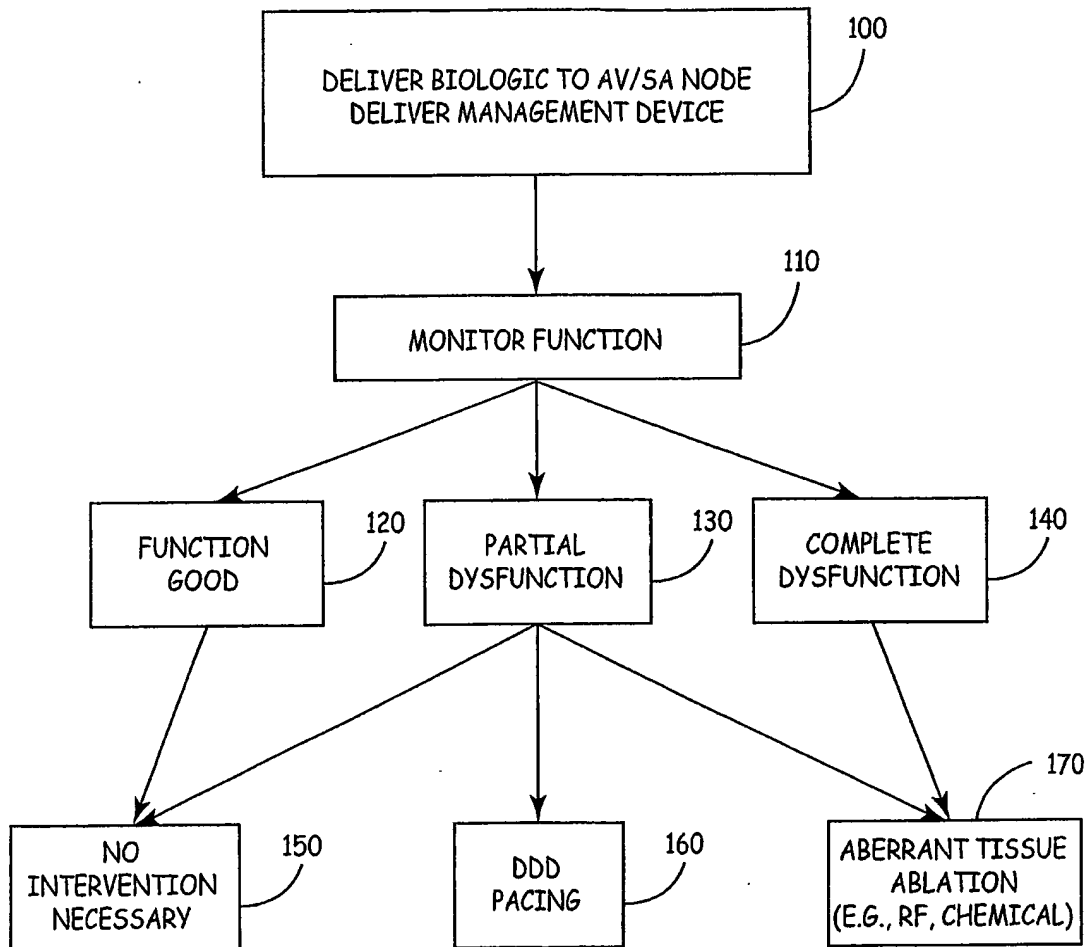 100
DELIVER BIOLOGIC TO AV/SA NODE
DELIVER MANAGEMENT DEVICE
110
MONITOR FUNCTION
120
FUNCTION
GOOD
130
PARTIAL
DYSFUNCTION
140
COMPLETE
DYSFUNCTION
150
NO
INTERVENTION
NECESSARY
160
DDD
PACING
170
ABERRANT TISSUE
ABLATION
(E.G., RF, CHEMICAL)